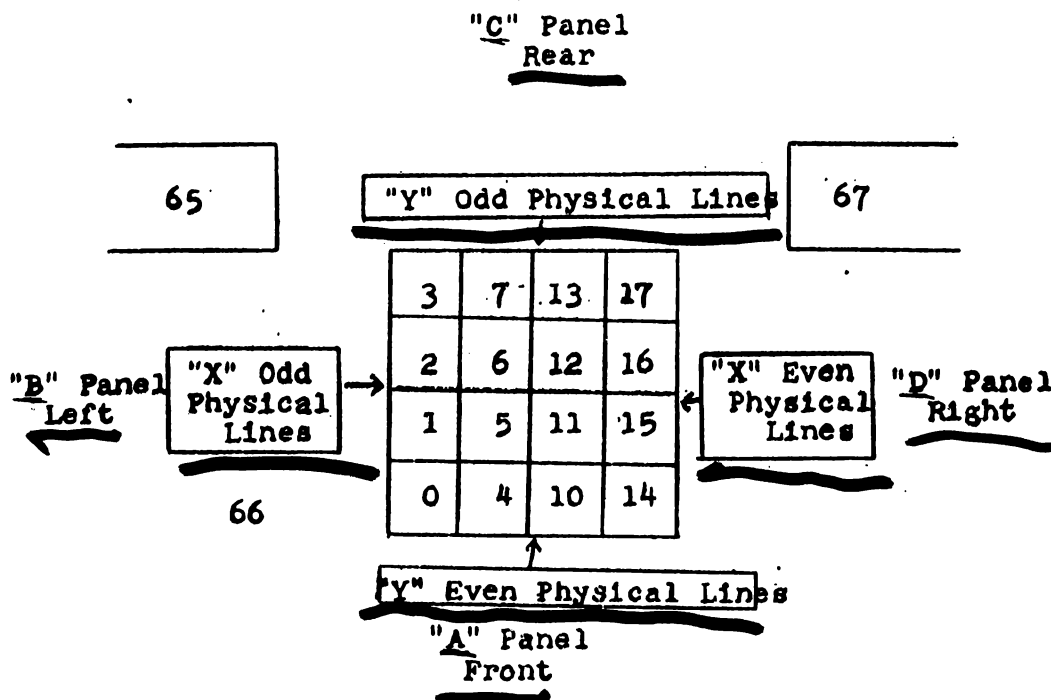 "C" Panel
Rear
65
"Y" Odd Physical Lines
67
3 7 13 17
2 6 12 16
1 5 11 15
0 4 10 14
"B" Panel
Left
"X" Odd
Physical
Lines
"X" Even
Physical
Lines
"D" Panel
Right
66
"Y" Even Physical Lines
"A" Panel
Front